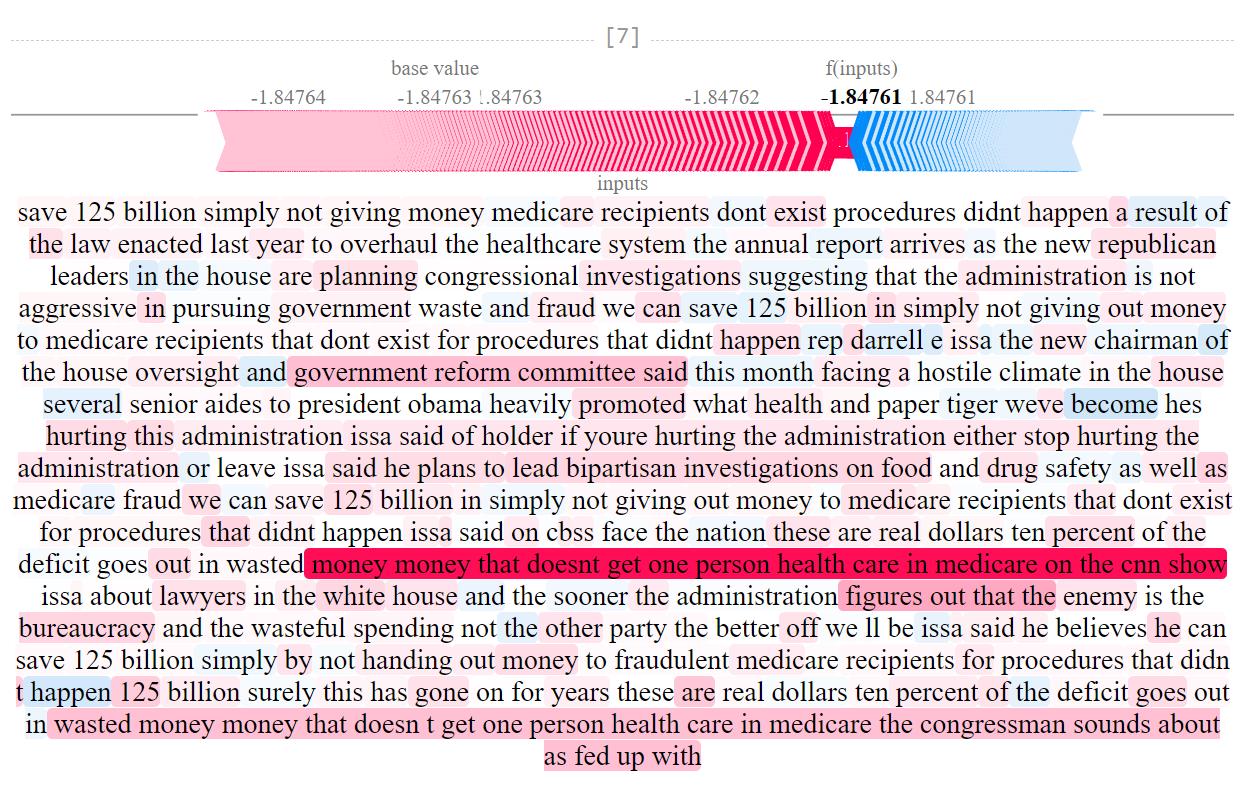 [7]
base value f(inputs)
-1.84764 -1.84763 1.84763 -1.84762 -1.84761 1.84761
inputs
save 125 billion simply not giving money medicare recipients dont exist procedures didnt happen a result of
the law enacted last year to overhaul the healthcare system the annual report arrives as the new republican
leaders in the house are planning congressional investigations suggesting that the administration is not
aggressive in pursuing government waste and fraud we can save 125 billion in simply not giving out money
to medicare recipients that dont exist for procedures that didnt happen rep darrell e issa the new chairman of
the house oversight and government reform committee said this month facing a hostile climate in the house
several senior aides to president obama heavily promoted what health and paper tiger weve become hes
hurting this administration issa said of holder if youre hurting the administration either stop hurting the
administration or leave issa said he plans to lead bipartisan investigations on food and drug safety as well as
medicare fraud we can save 125 billion in simply not giving out money to medicare recipients that dont exist
for procedures that didnt happen issa said on cbss face the nation these are real dollars ten percent of the
deficit goes out in wasted money money that doesnt get one person health care in medicare on the cnn show
issa about lawyers in the white house and the sooner the administration figures out that the enemy is the
bureaucracy and the wasteful spending not the other party the better off we ll be issa said he believes he can
save 125 billion simply by not handing out money to fraudulent medicare recipients for procedures that didn
t happen 125 billion surely this has gone on for years these are real dollars ten percent of the deficit goes out
in wasted money money that doesn t get one person health care in medicare the congressman sounds about
as fed up with